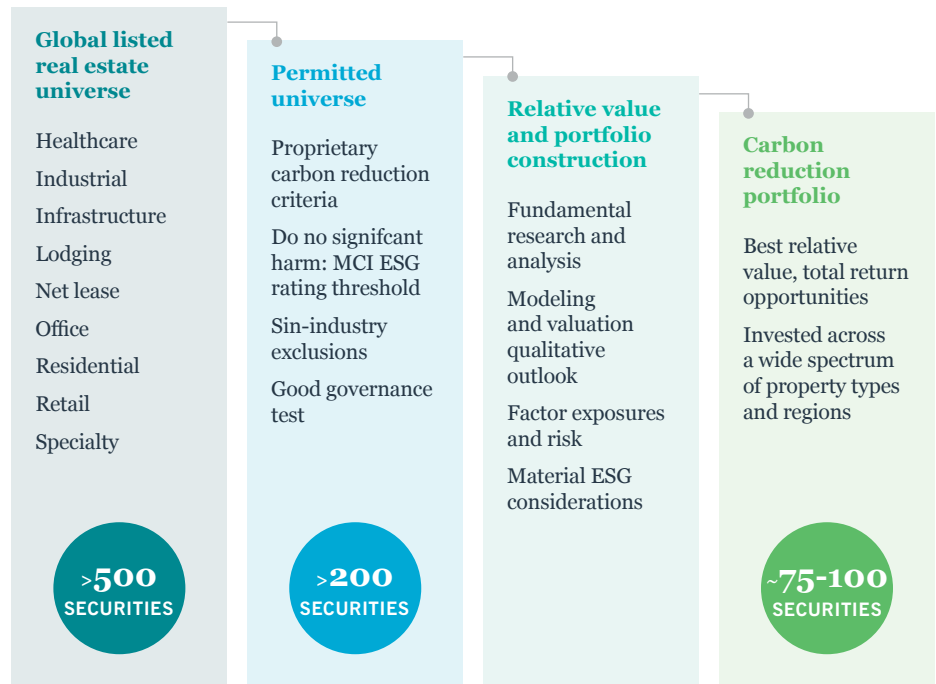 Global listed
real estate
universe
Healthcare
Industrial
Infrastructure
Lodging
Net lease
Office
Residential
Retail
Specialty
>500
SECURITIES
Permitted
universe
Proprietary
carbon reduction
criteria
Do no signifcant
harm: MCI ESG
rating threshold
Sin-industry
exclusions
Good governance
test
>200
SECURITIES
Relative value
and portfolio
construction
Fundamental
research and
analysis
Modeling
and valuation
qualitative
outlook
Factor exposures
and risk
Material ESG
considerations
Carbon
reduction
portfolio
Best relative
value, total return
opportunities
Invested across
a wide spectrum
of property types
and regions
~75-100
SECURITIES